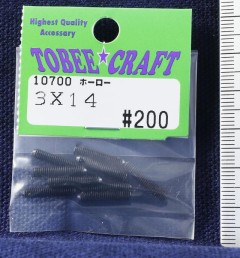 Highest Quality
Accessary
TOBEE★CRAFT
10700 ホーロー
3X14
#200